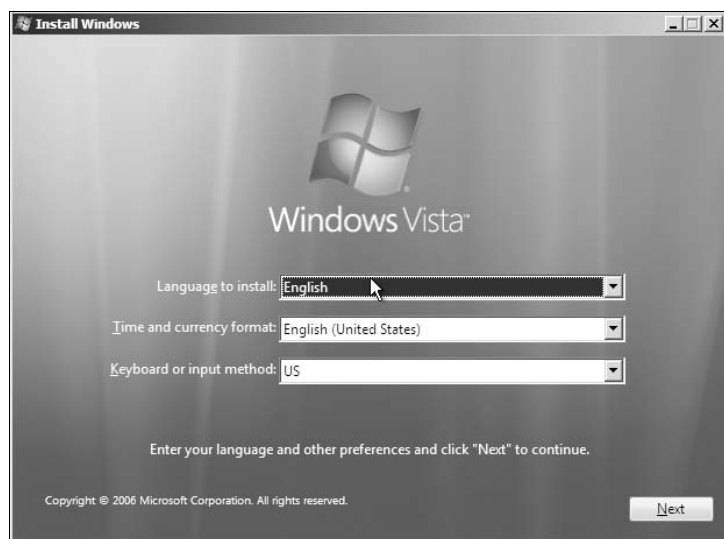 Install Windows
Windows Vista™
Language to install: English
Time and currency format: English (United States)
Keyboard or input method: US
Enter your language and other preferences and click "Next" to continue.
Copyright © 2006 Microsoft Corporation. All rights reserved.
Next